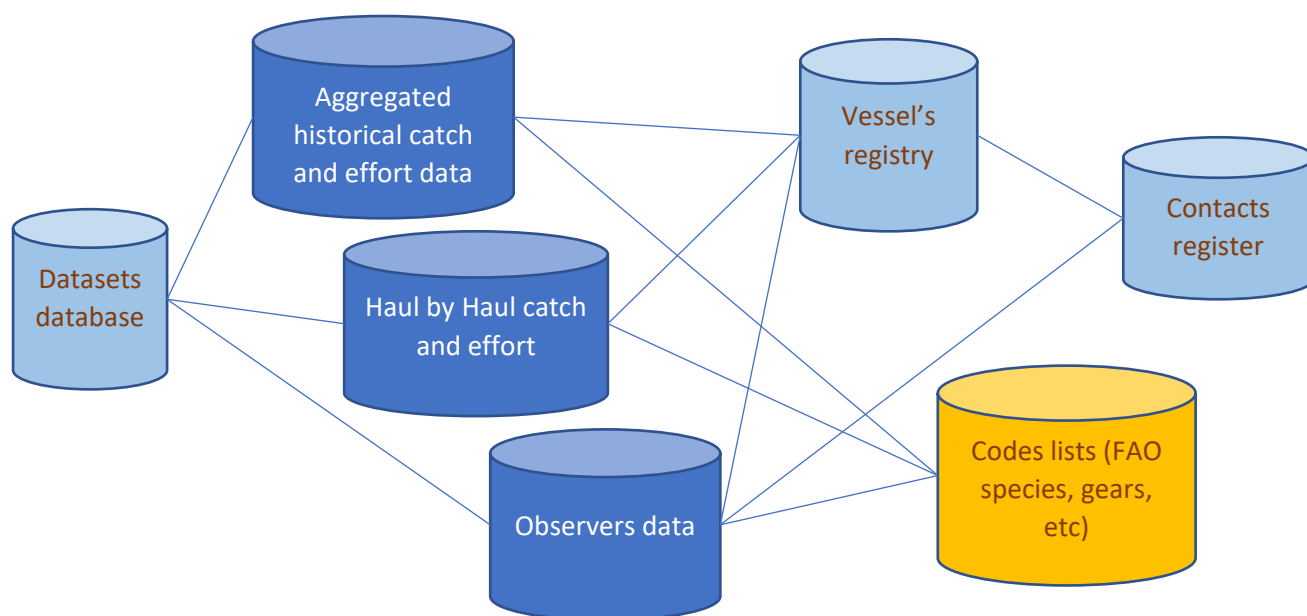 Aggregated
historical catch
and effort data
Vessel’s
registry
Contacts
register
Datasets
database
Haul by Haul catch
and effort
Codes lists (FAO
species, gears,
etc)
Observers data